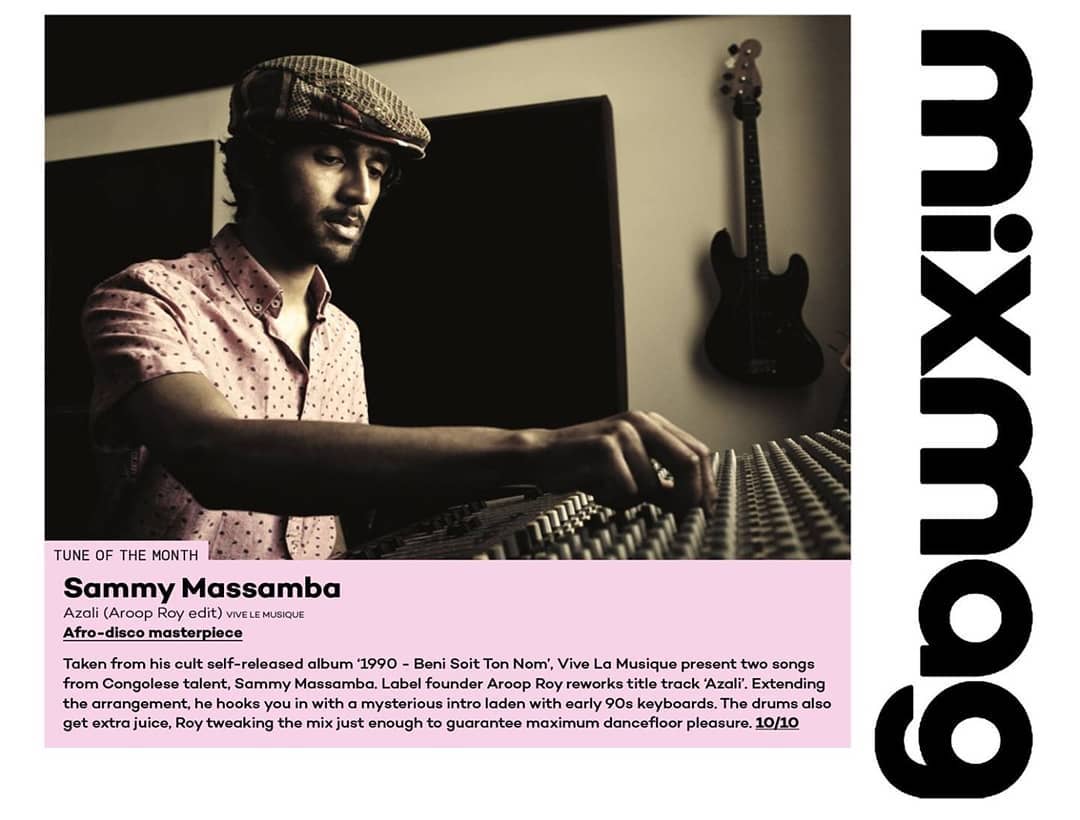 mixmag
TUNE OF THE MONTH
Sammy Massamba
Azali (Aroop Roy edit) VIVE LE MUSIQUE
Afro-disco masterpiece
Taken from his cult self-released album ‘1990 - Beni Soit Ton Nom’, Vive La Musique present two songs
from Congolese talent, Sammy Massamba. Label founder Aroop Roy reworks title track ‘Azali’. Extending
the arrangement, he hooks you in with a mysterious intro laden with early 90s keyboards. The drums also
get extra juice, Roy tweaking the mix just enough to guarantee maximum dancefloor pleasure. 10/10